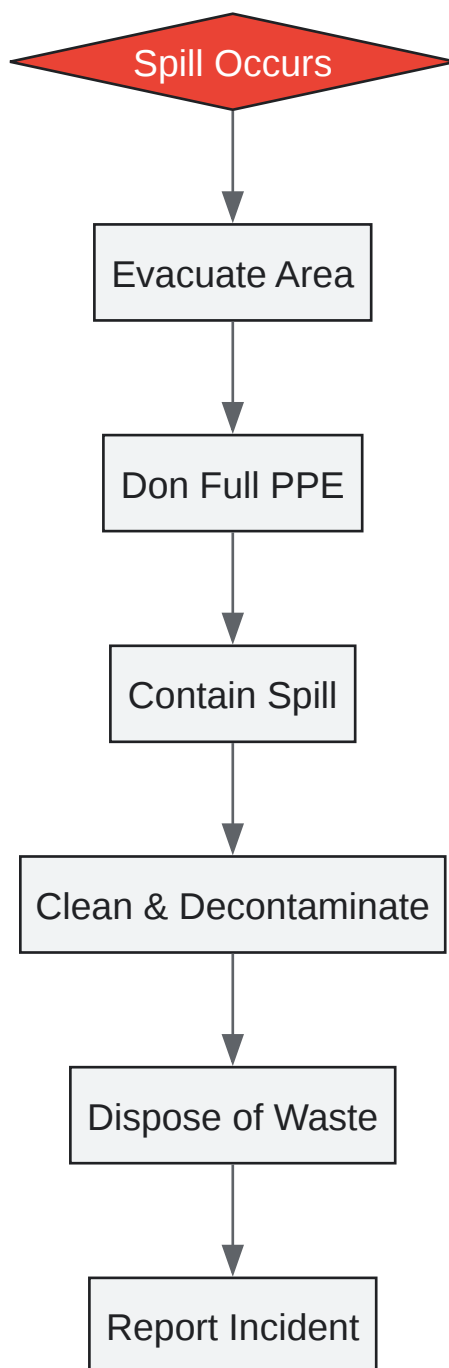 Spill Occurs
Evacuate Area
Don Full PPE
Contain Spill
Clean & Decontaminate
Dispose of Waste
Report Incident